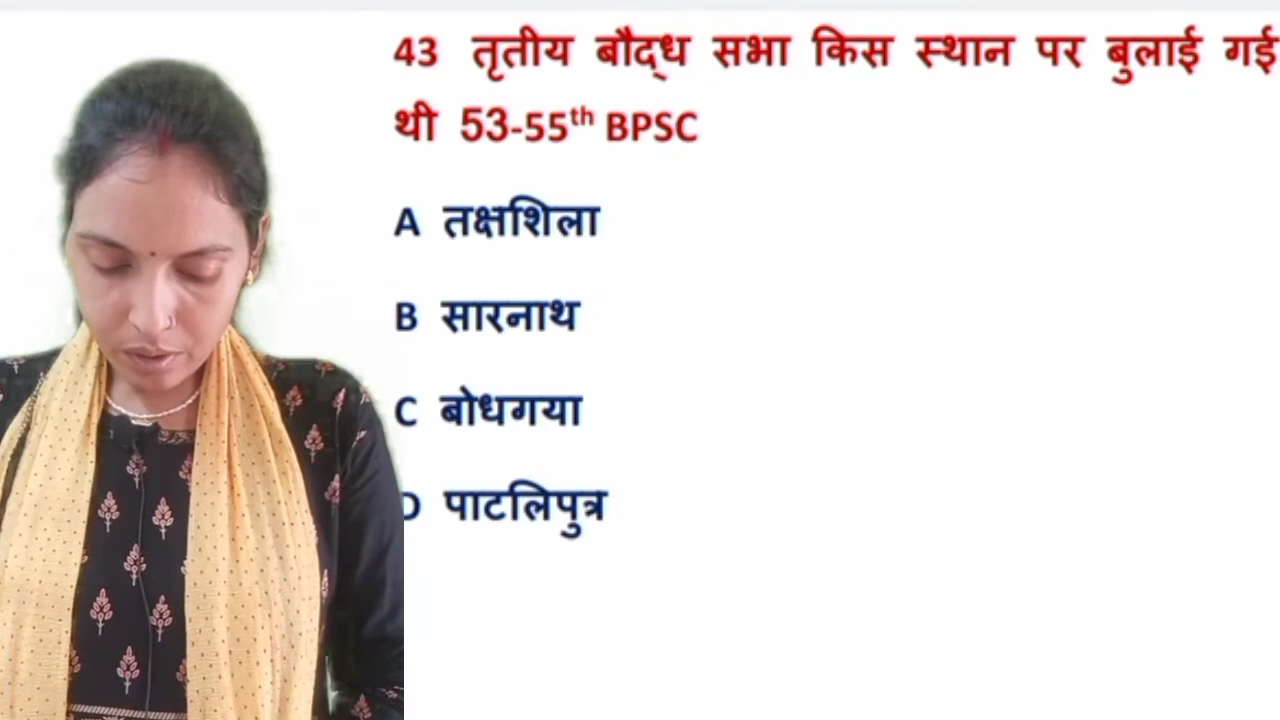 43 तृतीय बौद्ध सभा किस स्थान पर बुलाई गई
थी 53-55th BPSC
A तक्षशिला
B सारनाथ
C बोधगया
D पाटलिपुत्र